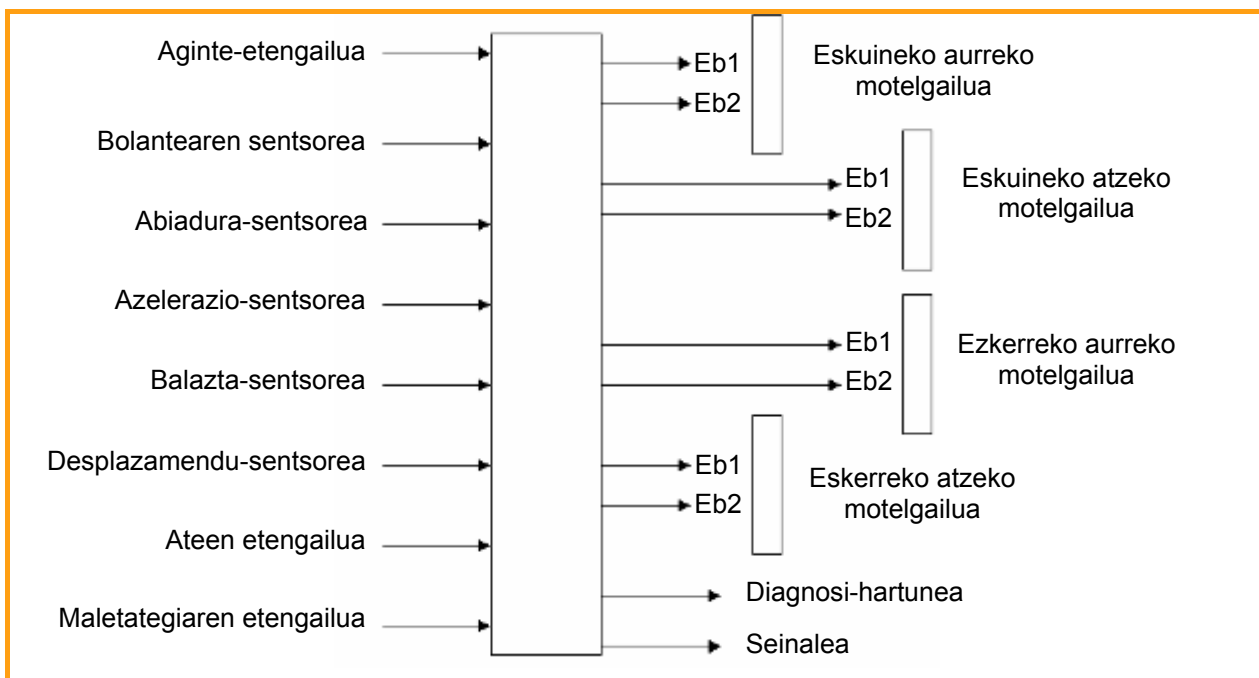 Aginte-etengailua
Bolantearen sentsorea
Abiadura-sentsorea
Azelerazio-sentsorea
Balazta-sentsorea
Desplazamendu-sentsorea
Ateen etengailua
Maletategiaren etengailua
Eb1
Eb2
Eskuineko aurreko
motelgailua
Eb1
Eb2
Eskuineko atzeko
motelgailua
Eb1
Eb2
Ezkerreko aurreko
motelgailua
Eb1
Eb2
Eskerreko atzeko
motelgailua
Diagnosi-hartunea
Seinalea